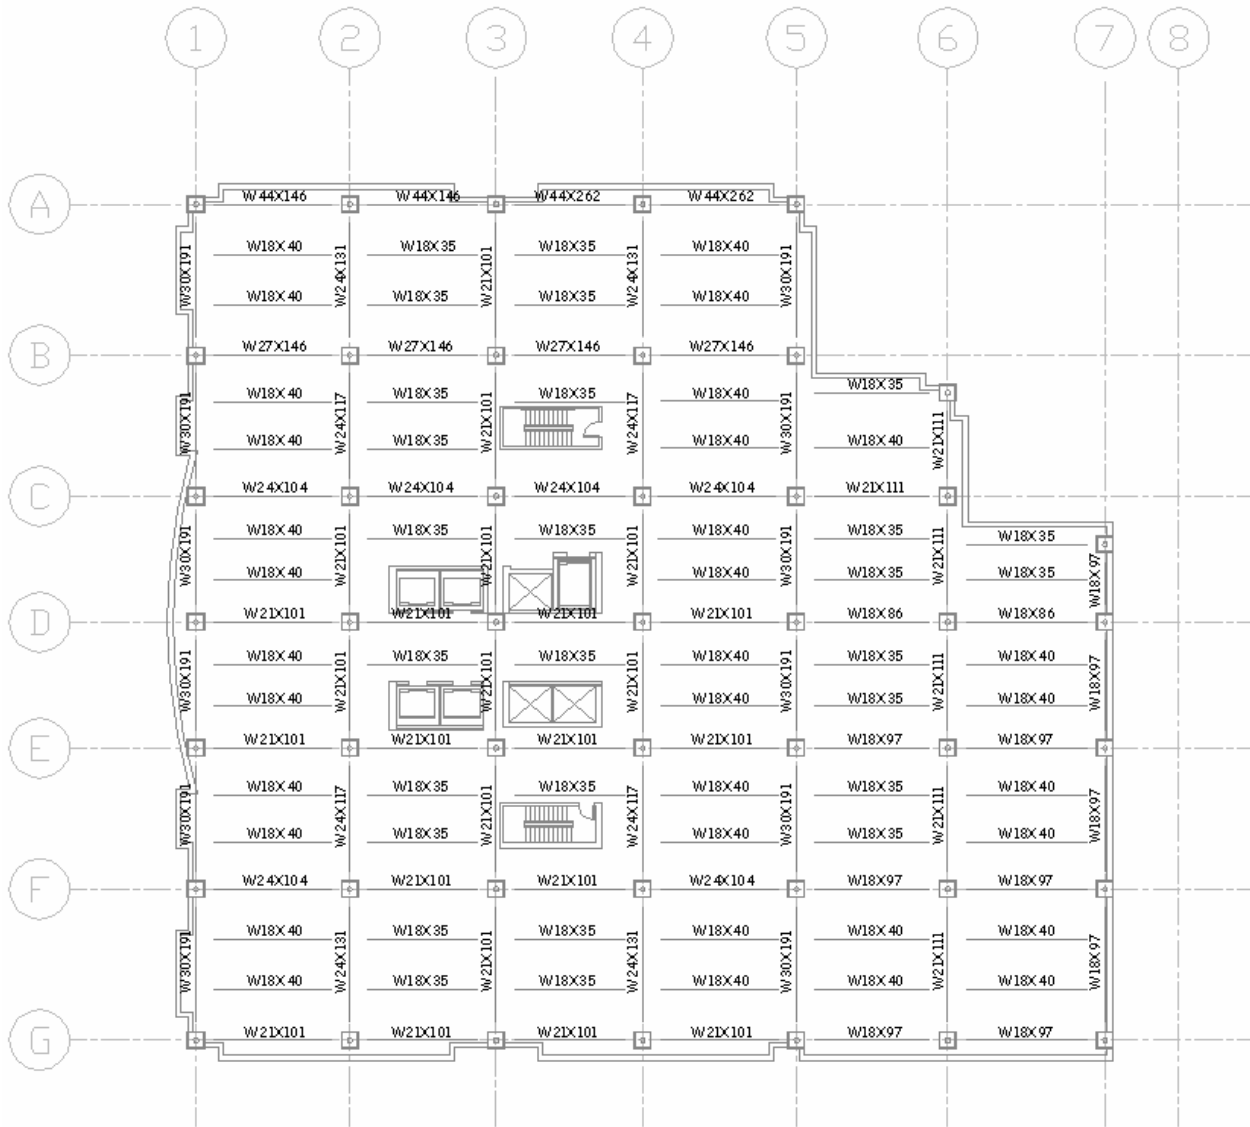 1 2 3 4 5 6 7 8
A
W44X146 W44X146 W44X262 W44X262
W18X40 W18X35 W18X35 W18X40
W30X191 W24X131 W21X101 W24X131 W30X191
W18X40 W18X35 W18X35 W18X40
B
W27X146 W27X146 W27X146 W27X146
W18X35
W18X40 W18X35 W18X35 W18X40
W30X191 W24X117 W21X101 W24X117 W30X191 W21X111
W18X40 W18X35 W18X40 W18X40
C
W24X104 W24X104 W24X104 W24X104 W21X111
W18X40 W18X35 W18X35 W18X40 W18X35 W18X35
W30X191 W21X101 W21X101 W21X101 W30X191 W21X111 W18X97
W18X40 W18X40 W18X35 W18X35
D
W21X101 W21X101 W21X101 W21X101 W18X86 W18X86
W18X40 W18X35 W18X35 W18X40 W18X35 W18X40
W30X191 W21X101 W21X101 W21X101 W30X191 W21X111 W18X97
W18X40 W18X40 W18X35 W18X40
E
W21X101 W21X101 W21X101 W21X101 W18X97 W18X97
W18X40 W18X35 W18X35 W18X40 W18X35 W18X40
W30X191 W24X117 W21X101 W24X117 W30X191 W21X111 W18X97
W18X40 W18X35 W18X40 W18X35 W18X40
F
W24X104 W21X101 W21X101 W24X104 W18X97 W18X97
W18X40 W18X35 W18X35 W18X40 W18X40 W18X40
W30X191 W24X131 W21X101 W24X131 W30X191 W21X111 W18X97
W18X40 W18X35 W18X35 W18X40 W18X40 W18X40
G
W21X101 W21X101 W21X101 W21X101 W18X97 W18X97